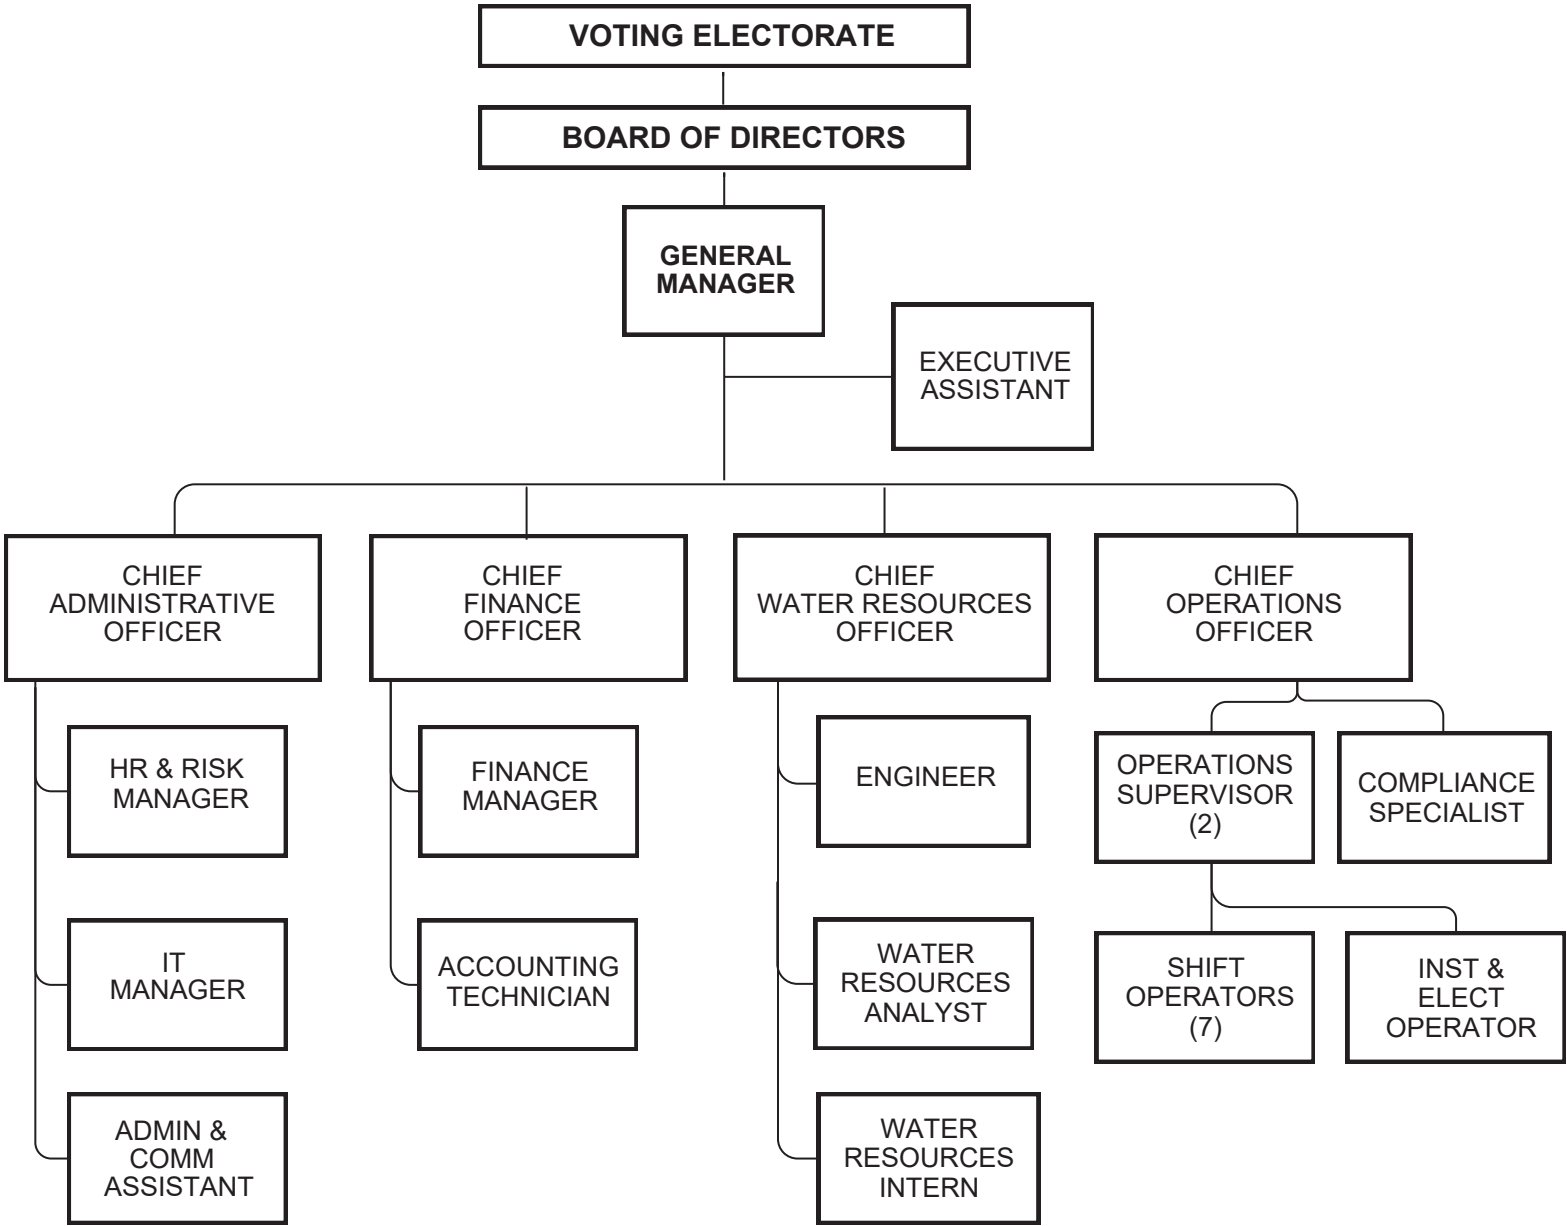 VOTING ELECTORATE
BOARD OF DIRECTORS
GENERAL
MANAGER
EXECUTIVE
ASSISTANT
CHIEF
ADMINISTRATIVE
OFFICER
CHIEF
FINANCE
OFFICER
CHIEF
WATER RESOURCES
OFFICER
CHIEF
OPERATIONS
OFFICER
HR & RISK
MANAGER
FINANCE
MANAGER
ENGINEER
OPERATIONS
SUPERVISOR
(2)
COMPLIANCE
SPECIALIST
IT
MANAGER
ACCOUNTING
TECHNICIAN
WATER
RESOURCES
ANALYST
SHIFT
OPERATORS
(7)
INST &
ELECT
OPERATOR
ADMIN &
COMM
ASSISTANT
WATER
RESOURCES
INTERN